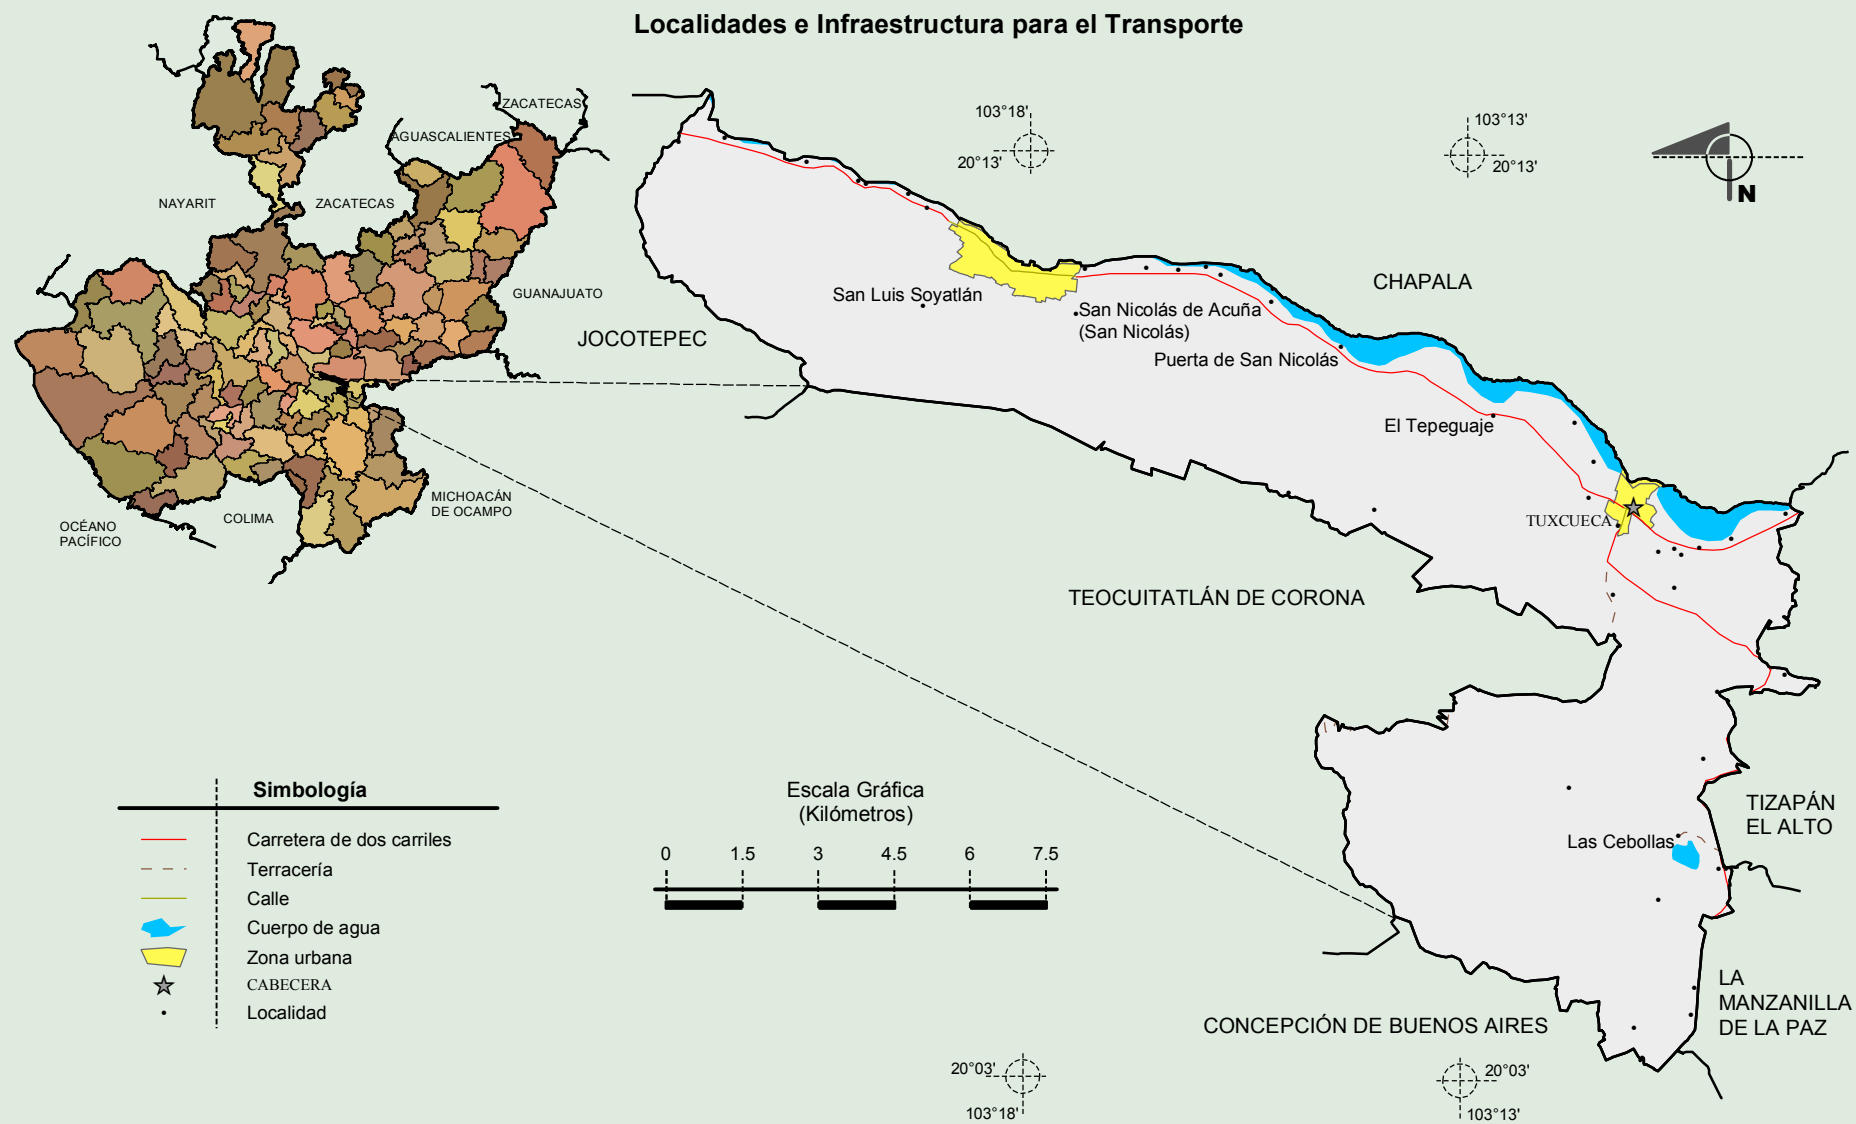 Localidades e Infraestructura para el Transporte
ZACATECAS
AGUASCALIENTES
NAYARIT
ZACATECAS
GUANAJUATO
MICHOACÁN
DE OCAMPO
COLIMA
OCÉANO
PACÍFICO
103°18'
20°13'
103°13'
20°13'
N
CHAPALA
JOCOTEPEC
San Luis Soyatlán
San Nicolás de Acuña
(San Nicolás)
Puerta de San Nicolás
El Tepeguaje
TUXCUECA
TEOCUITATLÁN DE CORONA
TIZAPÁN
EL ALTO
Las Cebollas
LA
MANZANILLA
DE LA PAZ
CONCEPCIÓN DE BUENOS AIRES
Simbología
Carretera de dos carriles
Terracería
Calle
Cuerpo de agua
Zona urbana
CABECERA
Localidad
Escala Gráfica
(Kilómetros)
0 1.5 3 4.5 6 7.5
20°03'
103°18'
20°03'
103°13'